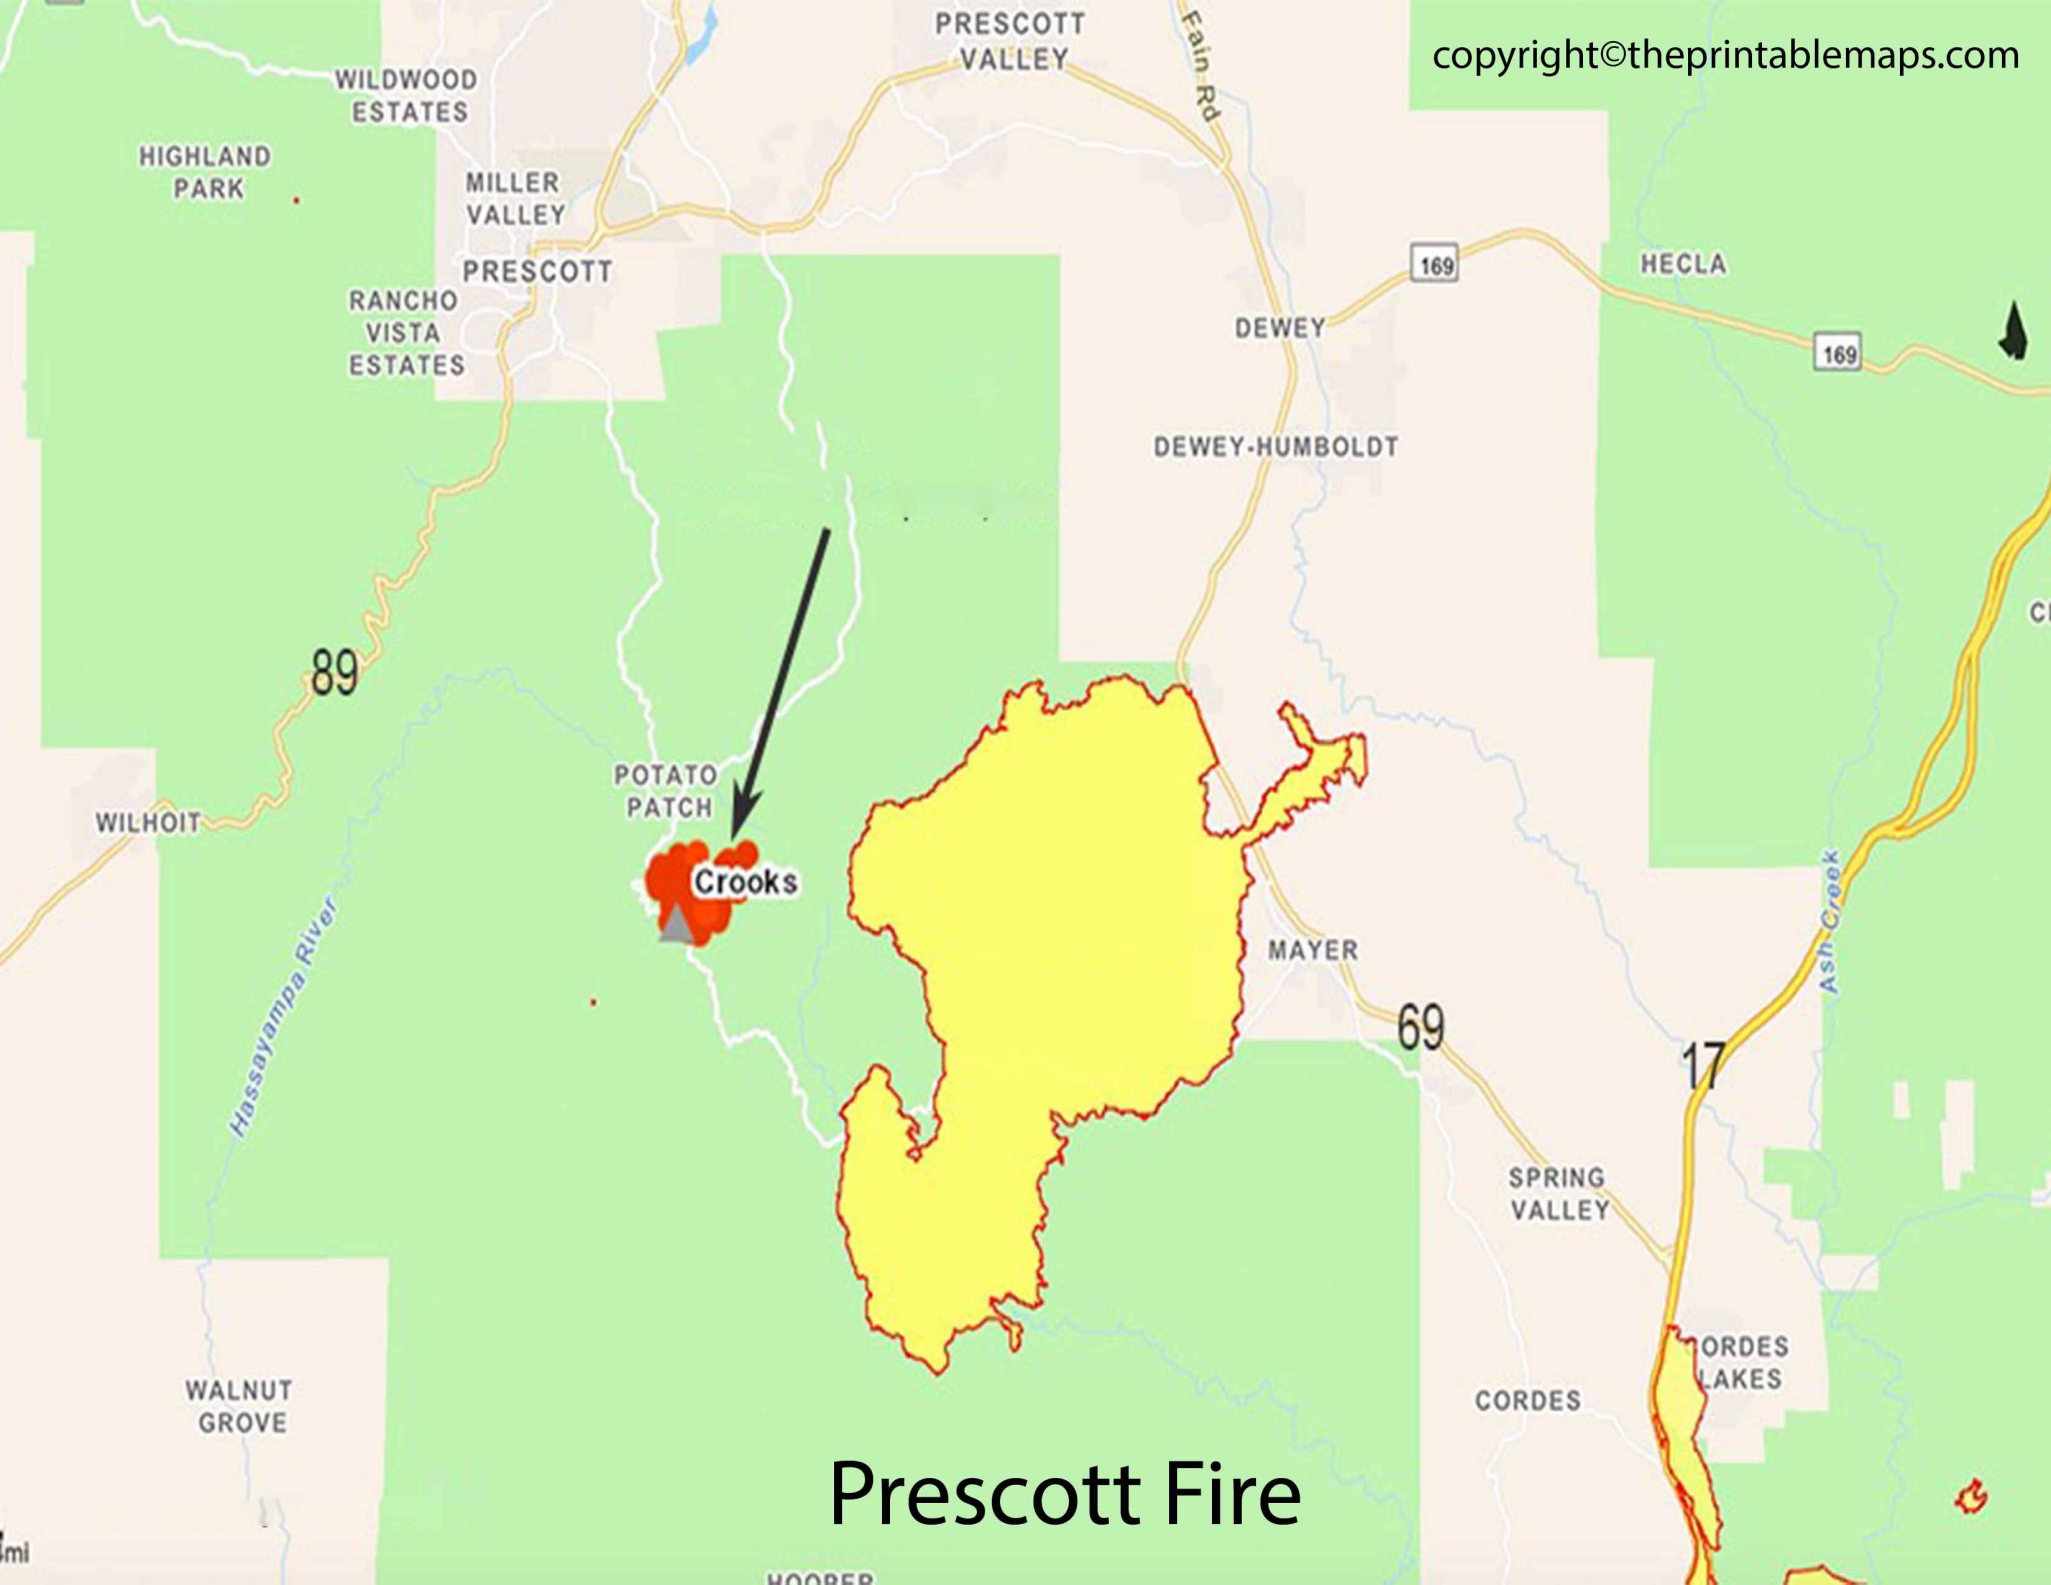 copyright©theprintablemaps.com
PRESCOTT
VALLEY
Fain Rd
WILDWOOD
ESTATES
HIGHLAND
PARK
MILLER
VALLEY
PRESCOTT
RANCHO
VISTA
ESTATES
169
HECLA
DEWEY
169
DEWEY-HUMBOLDT
89
POTATO
PATCH
WILHOIT
Crooks
Hassayampa River
MAYER
Ash Creek
69
17
SPRING
VALLEY
ORDES
LAKES
WALNUT
GROVE
CORDES
Prescott Fire
mi
HOOPER